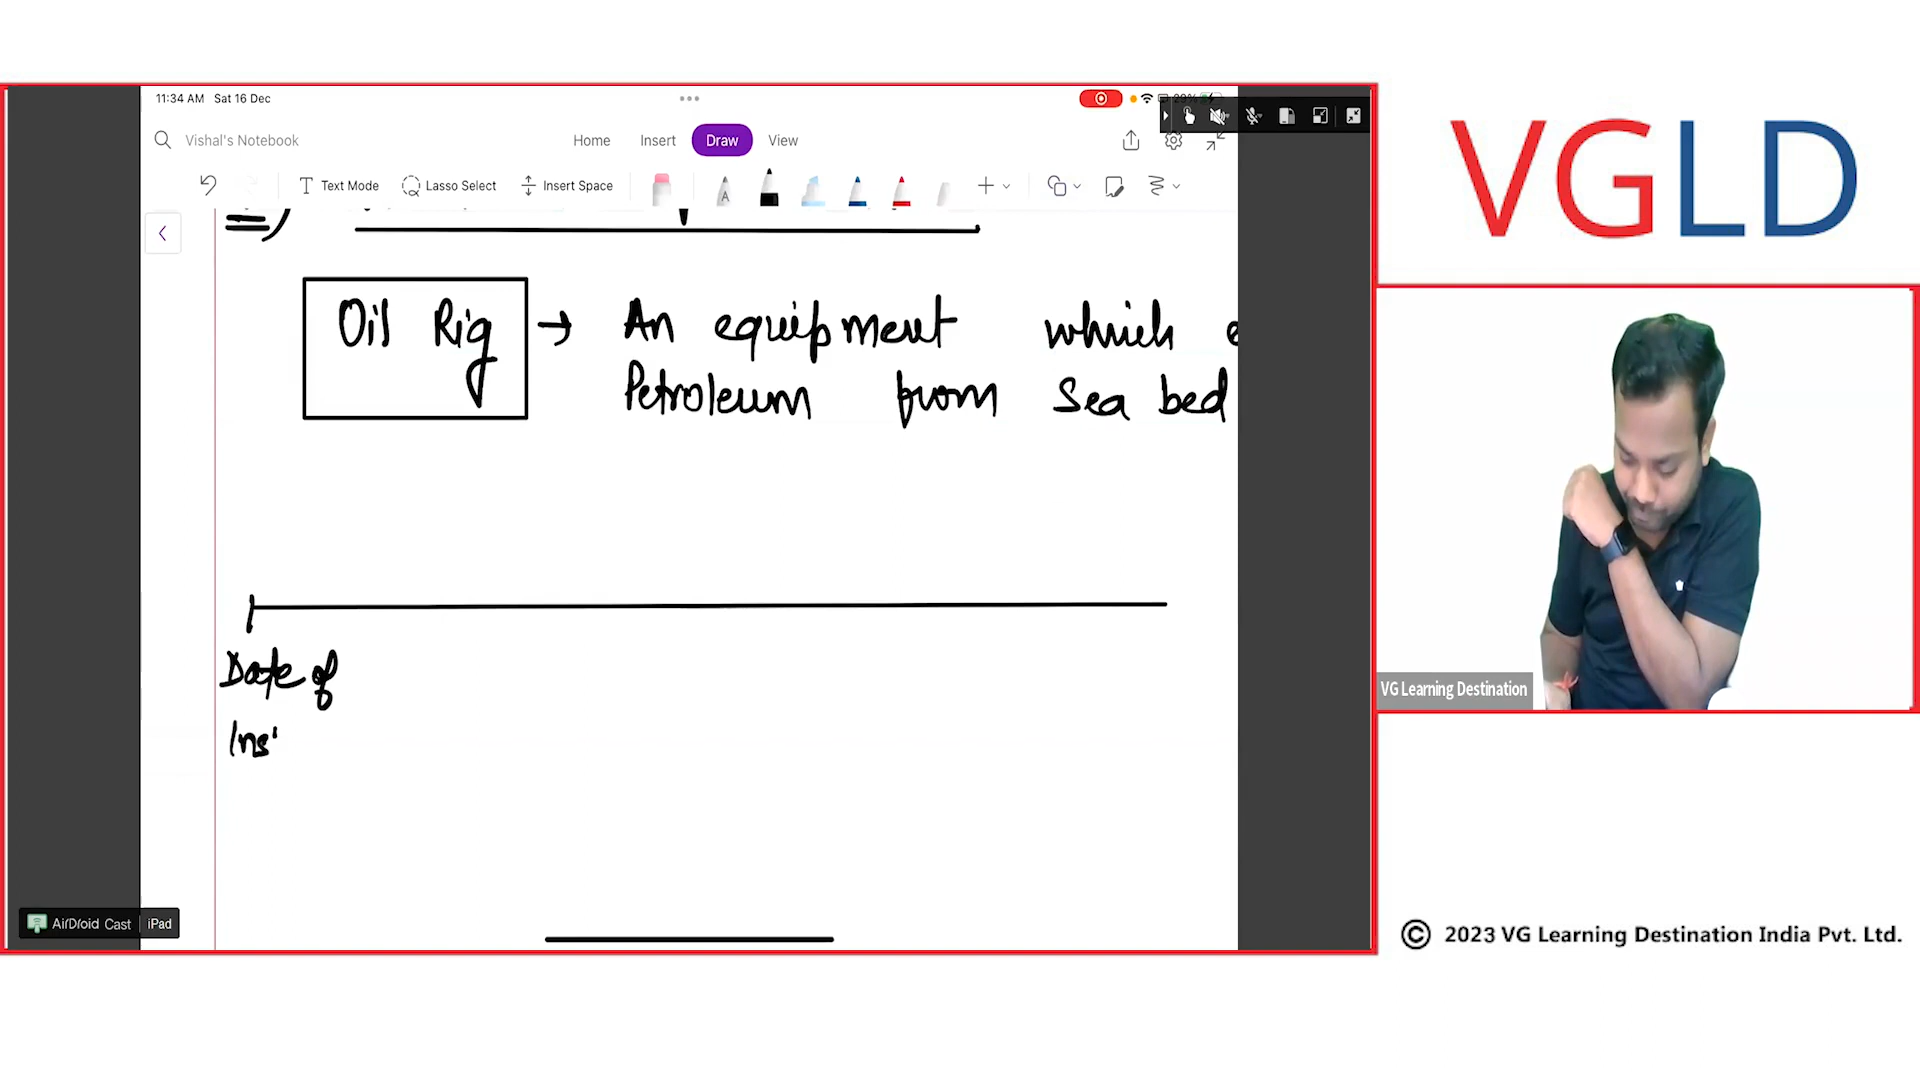 11:34 AM Sat 16 Dec
29%
VGLD
Vishal's Notebook
Home Insert Draw View
Text Mode Lasso Select Insert Space
Oil Rig → An equipment which
Petroleum from Sea bed
Date of
Ins
VG Learning Destination
AirDroid Cast iPad
© 2023 VG Learning Destination India Pvt. Ltd.